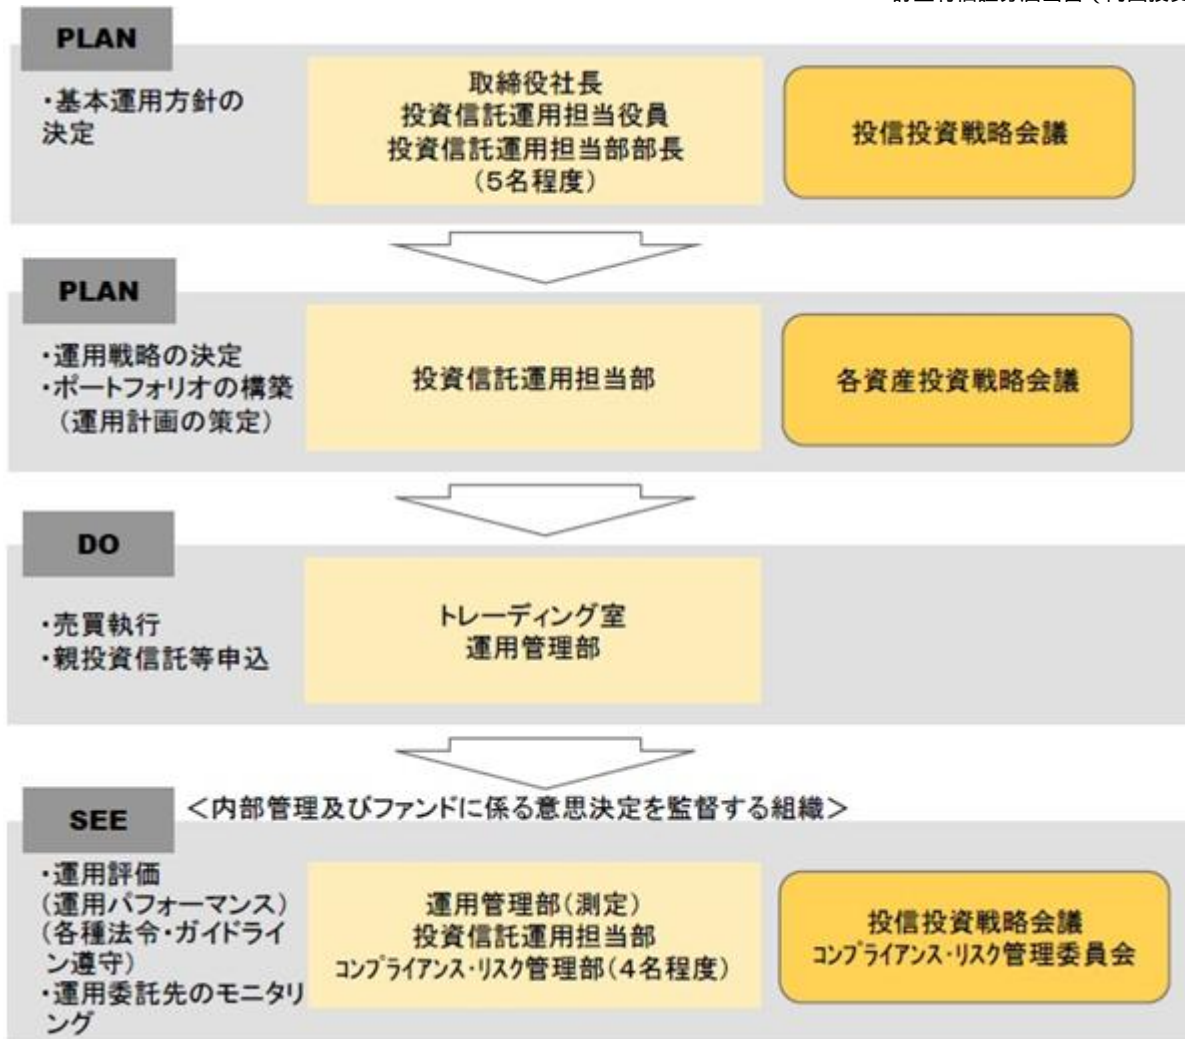 PLAN
・基本運用方針の
決定
取締役社長
投資信託運用担当役員
投資信託運用担当部部長
（5名程度）
投信投資戦略会議
PLAN
・運用戦略の決定
・ポートフォリオの構築
（運用計画の策定）
投資信託運用担当部
各資産投資戦略会議
DO
・売買執行
・親投資信託等申込
トレーディング室
運用管理部
SEE
＜内部管理及びファンドに係る意思決定を監督する組織＞
・運用評価
（運用パフォーマンス）
（各種法令・ガイドライ
ン遵守）
・運用委託先のモニタリ
ング
運用管理部（測定）
投資信託運用担当部
コンプライアンス・リスク管理部（4名程度）
投信投資戦略会議
コンプライアンス・リスク管理委員会